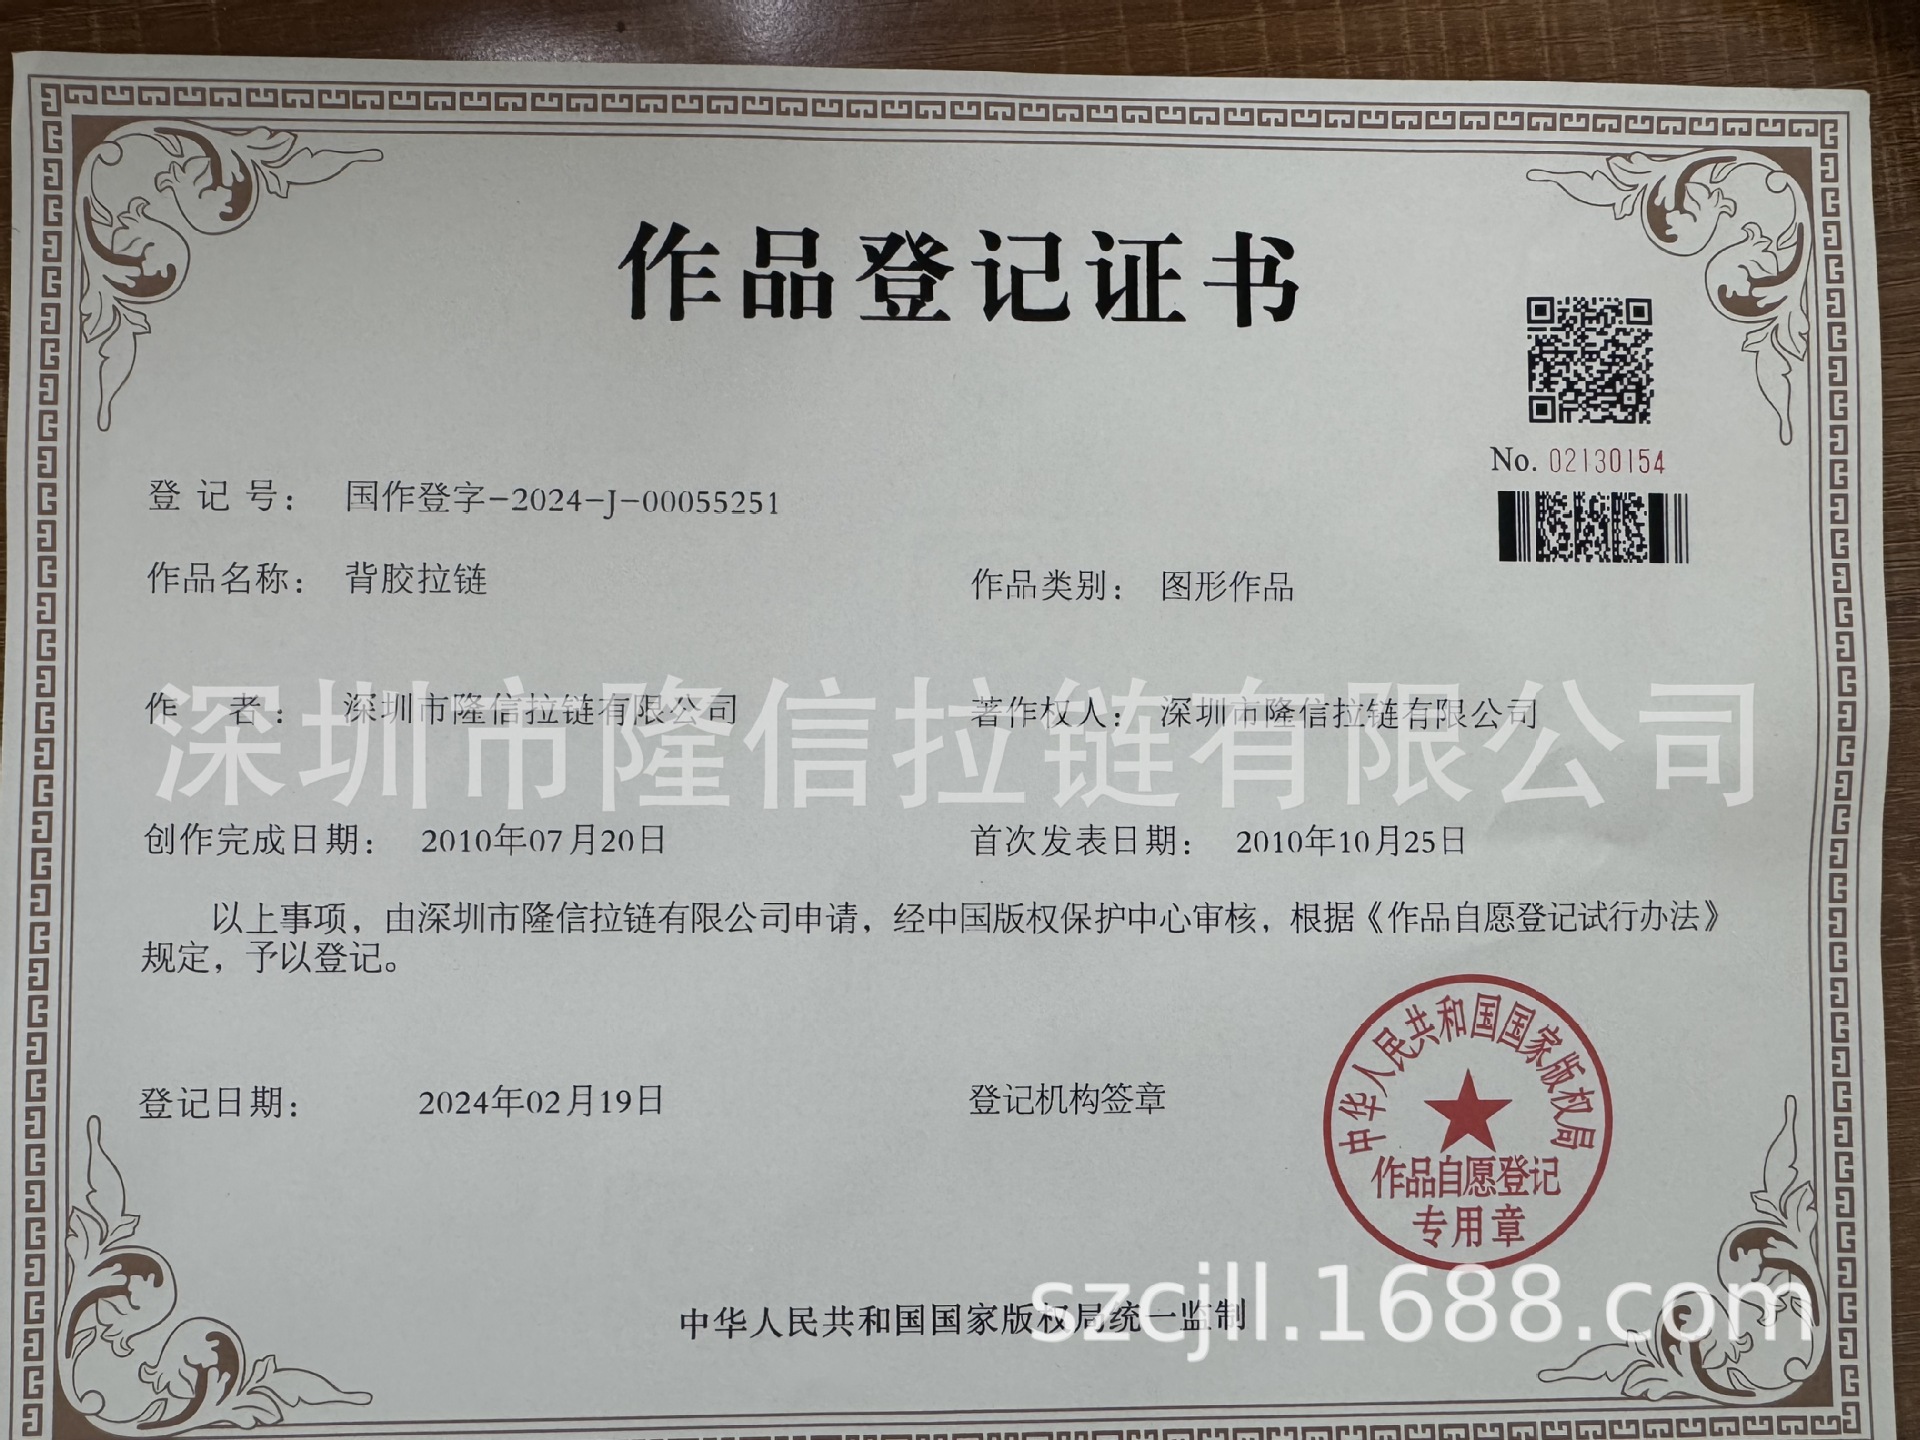 作品登记证书
No. 02130154
登记号： 国作登字-2024-J-00055251
作品名称： 背胶拉链
作品类别： 图形作品
作 者： 深圳市隆信拉链有限公司
著作权人： 深圳市隆信拉链有限公司
深圳市隆信拉链有限公司
创作完成日期： 2010年07月20日
首次发表日期： 2010年10月25日
以上事项，由深圳市隆信拉链有限公司申请，经中国版权保护中心审核，根据《作品自愿登记试行办法》
规定，予以登记。
登记日期： 2024年02月19日
登记机构签章
中华人民共和国国家版权局
作品自愿登记
专用章
中华人民共和国国家版权局统一监制
szcjll.1688.com